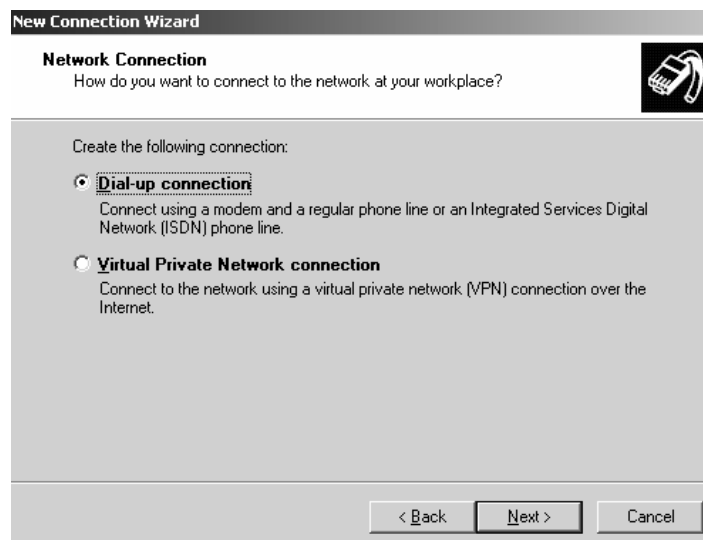 New Connection Wizard
Network Connection
How do you want to connect to the network at your workplace?
Create the following connection:
Dial-up connection
Connect using a modem and a regular phone line or an Integrated Services Digital
Network (ISDN) phone line.
Virtual Private Network connection
Connect to the network using a virtual private network (VPN) connection over the
Internet.
< Back Next > Cancel